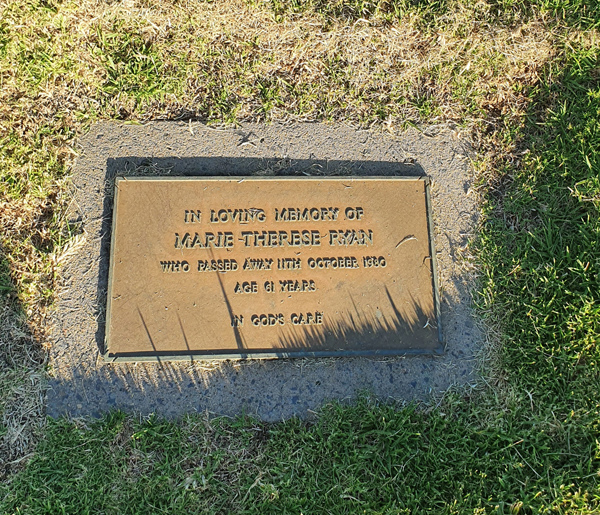 IN LOVING MEMORY OF
MARIE THERESE RYAN
WHO PASSED AWAY 11TH OCTOBER 1980
AGE 61 YEARS
IN GOD'S CARE